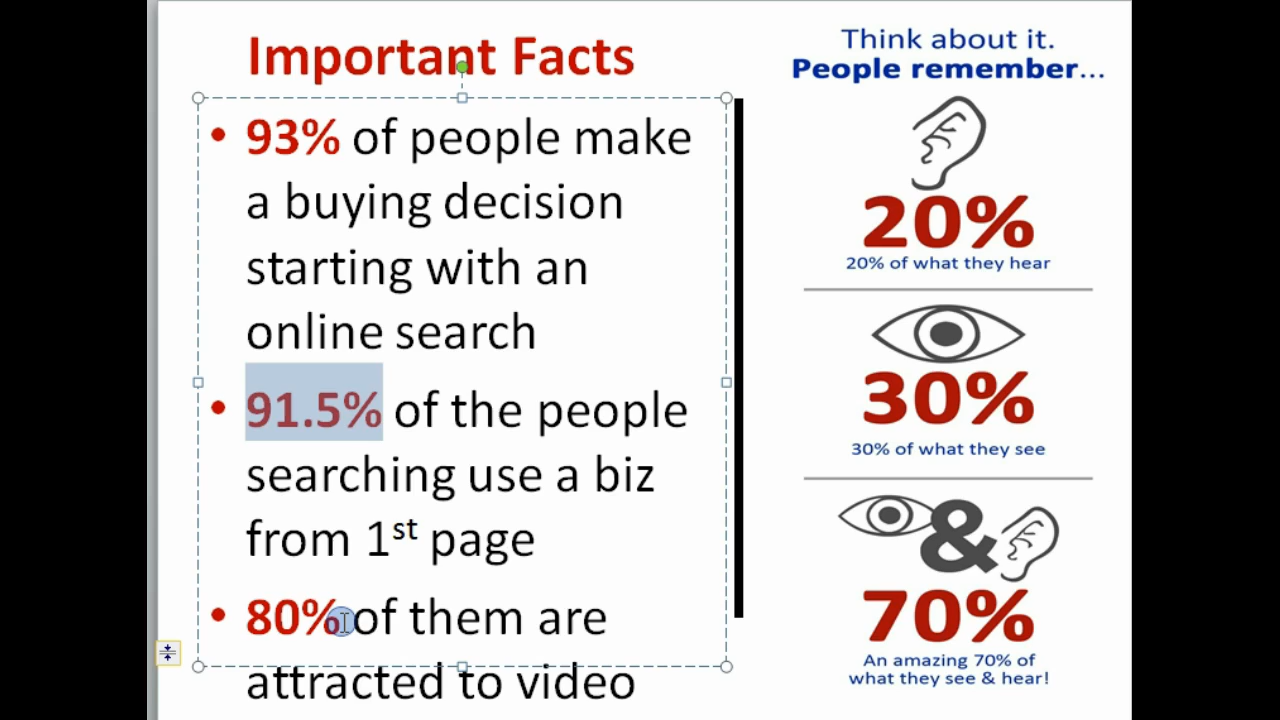 Important Facts
• 93% of people make
a buying decision
starting with an
online search
• 91.5% of the people
searching use a biz
from 1st page
• 80% of them are
attracted to video
Think about it.
People remember...
20%
20% of what they hear
30%
30% of what they see
&
70%
An amazing 70% of
what they see & hear!